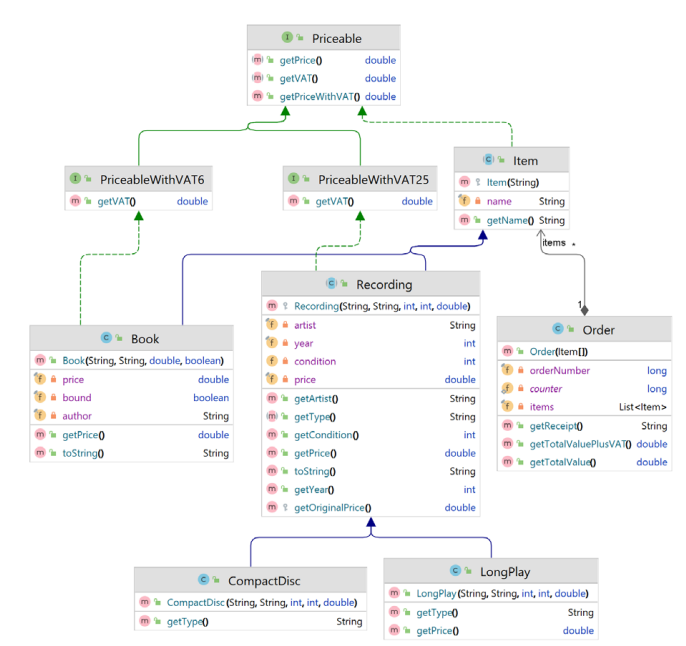 I Priceable
m getPrice() double
m getVAT() double
m getPriceWithVAT() double
I PriceableWithVAT6
m getVAT() double
I PriceableWithVAT25
m getVAT() double
C Item
m Item(String)
f name String
m getName() String
items *
1
C Recording
m Recording(String, String, int, int, double)
f artist String
f year int
f condition int
f price double
m getArtist() String
m getType() String
m getCondition() int
m getPrice() double
m toString() String
m getYear() int
m getOriginalPrice() double
C Book
m Book(String, String, double, boolean)
f price double
f bound boolean
f author String
m getPrice() double
m toString() String
C Order
m Order(Item[])
f orderNumber long
f counter long
f items List<Item>
m getReceipt() String
m getTotalValuePlusVAT() double
m getTotalValue() double
C CompactDisc
m CompactDisc(String, String, int, int, double)
m getType() String
C LongPlay
m LongPlay(String, String, int, int, double)
m getType() String
m getPrice() double